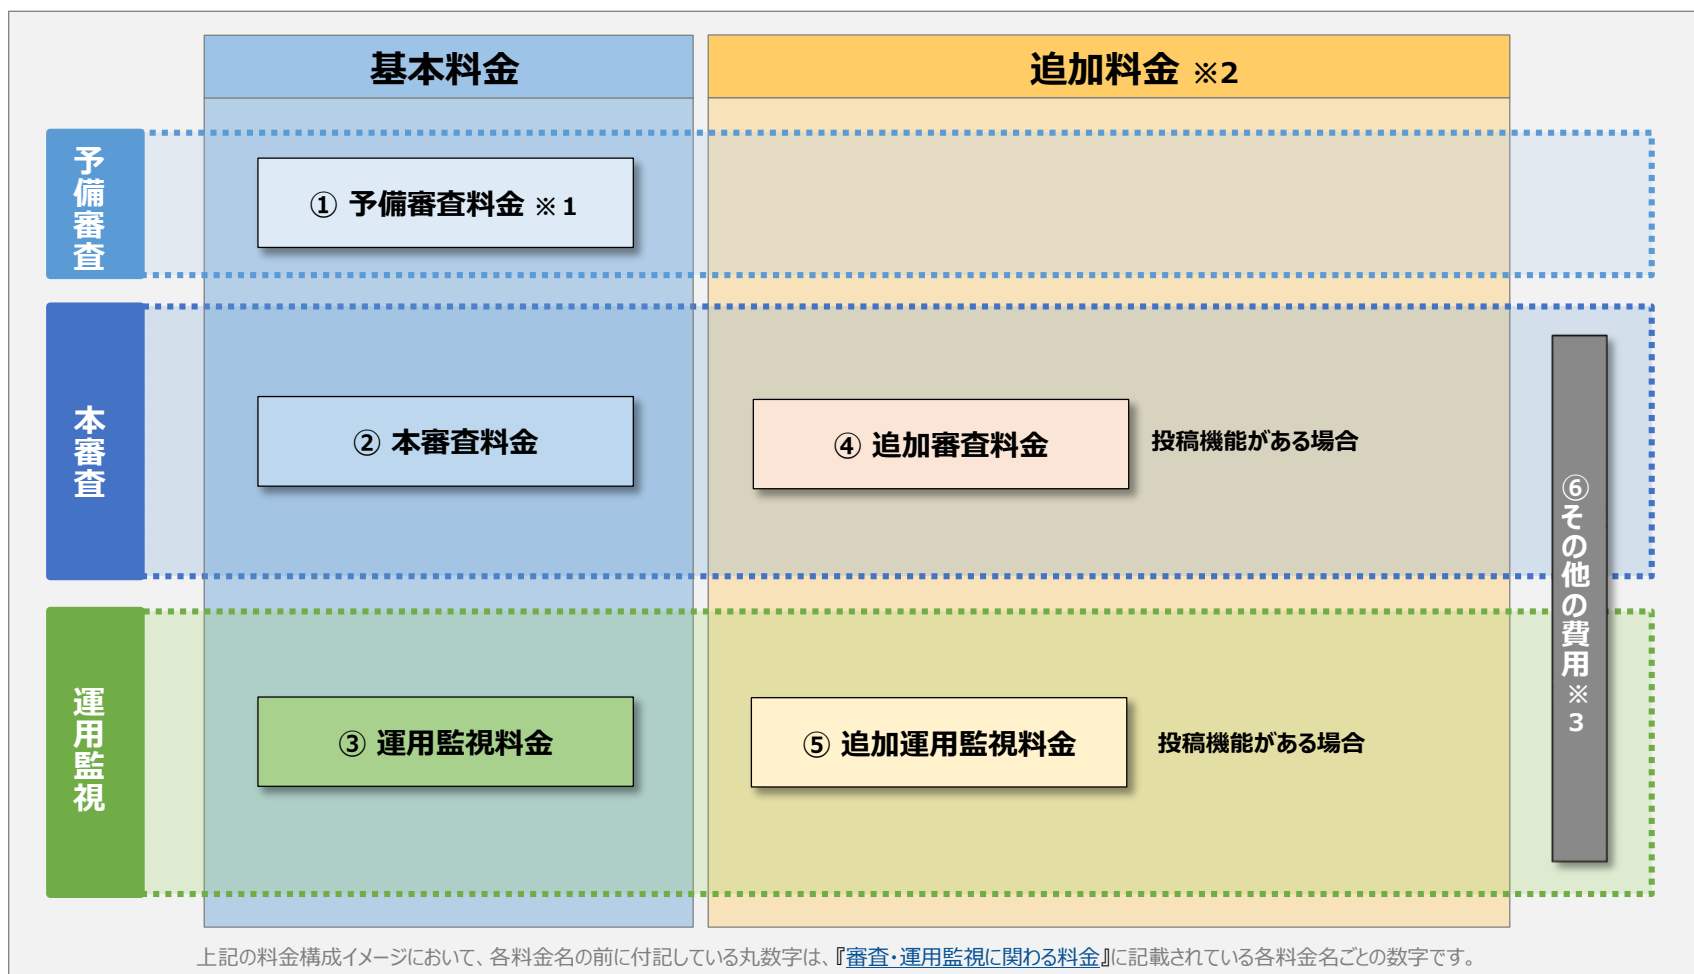 基本料金
追加料金 ※2
予備審査
① 予備審査料金 ※1
本審査
② 本審査料金
④ 追加審査料金
投稿機能がある場合
⑥その他の費用※3
運用監視
③ 運用監視料金
⑤ 追加運用監視料金
投稿機能がある場合
上記の料金構成イメージにおいて、各料金名の前に付記している丸数字は、『審査・運用監視に関わる料金』に記載されている各料金名ごとの数字です。